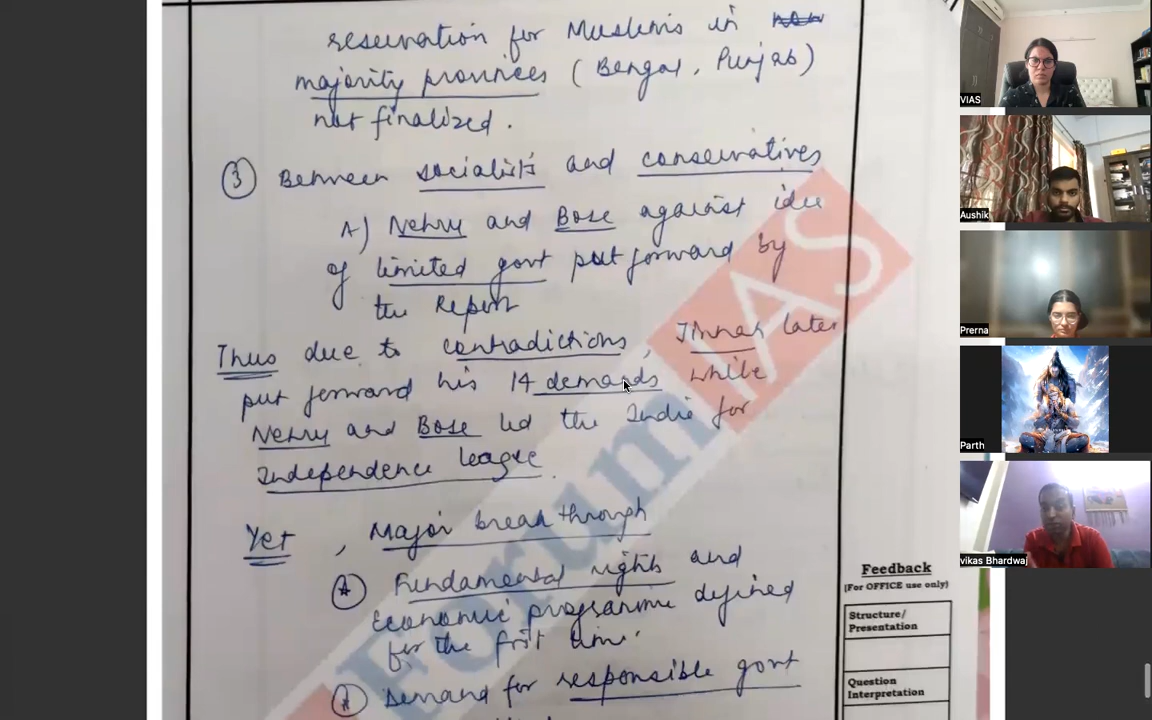 reservation for Muslims in
majority provinces (Bengal, Punjab)
not finalized.
③ Between socialists and conservatives
A) Nehru and Bose against idea
of limited govt put forward by
the Report
Thus due to contradictions, Jinnah later
put forward his 14 demands while
Nehru and Bose led the India for
Independence league.
Yet, Major breakthrough
Fundamental rights and
Economic programme defined
for the first time.
Demand for responsible govt
ForumIAS
Feedback
(For OFFICE use only)
Structure/
Presentation
Question
Interpretation
VIAS
Aushik
Prerna
Parth
vikas Bhardwaj